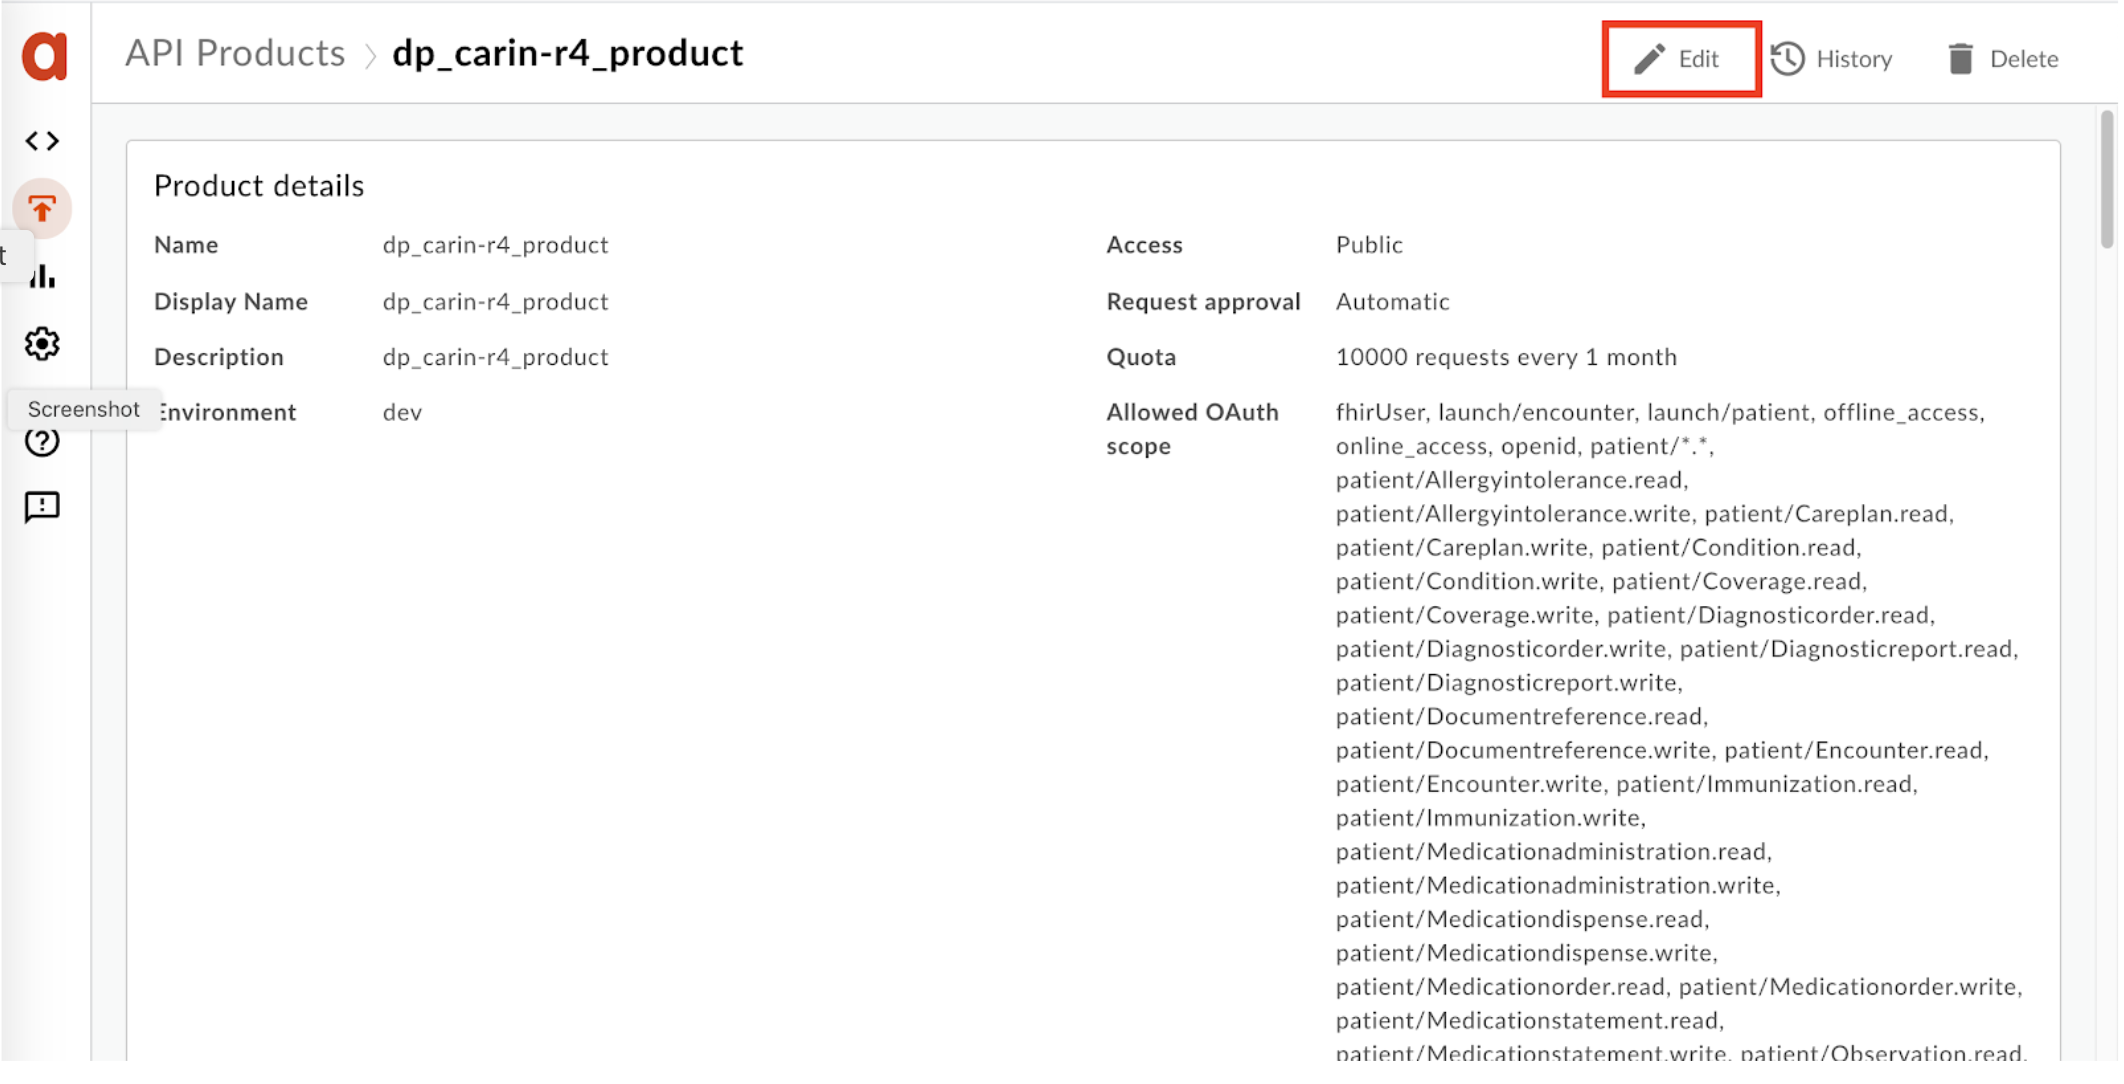 a
API Products > dp_carin-r4_product
Edit
History
Delete
Product details
Name dp_carin-r4_product
Display Name dp_carin-r4_product
Description dp_carin-r4_product
Environment dev
Access Public
Request approval Automatic
Quota 10000 requests every 1 month
Allowed OAuth scope
fhirUser, launch/encounter, launch/patient, offline_access,
online_access, openid, patient/*.*,
patient/Allergyintolerance.read,
patient/Allergyintolerance.write, patient/Careplan.read,
patient/Careplan.write, patient/Condition.read,
patient/Condition.write, patient/Coverage.read,
patient/Coverage.write, patient/Diagnosticorder.read,
patient/Diagnosticorder.write, patient/Diagnosticreport.read,
patient/Diagnosticreport.write,
patient/Documentreference.read,
patient/Documentreference.write, patient/Encounter.read,
patient/Encounter.write, patient/Immunization.read,
patient/Immunization.write,
patient/Medicationadministration.read,
patient/Medicationadministration.write,
patient/Medicationdispense.read,
patient/Medicationdispense.write,
patient/Medicationorder.read, patient/Medicationorder.write,
patient/Medicationstatement.read,
patient/Medicationstatement.write, patient/Observation.read,
t
Screenshot